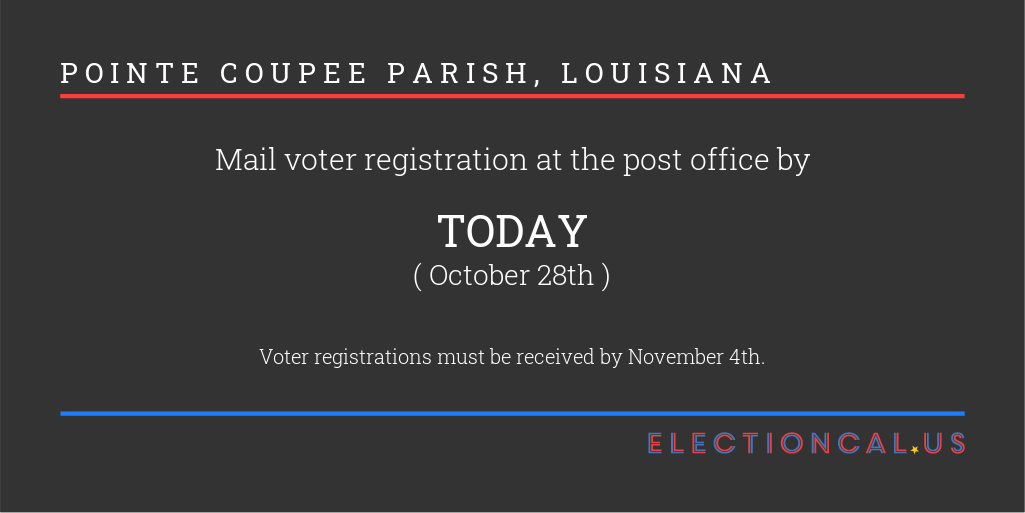 POINTE COUPEE PARISH, LOUISIANA
Mail voter registration at the post office by
TODAY
( October 28th )
Voter registrations must be received by November 4th.
ELECTIONCAL.US